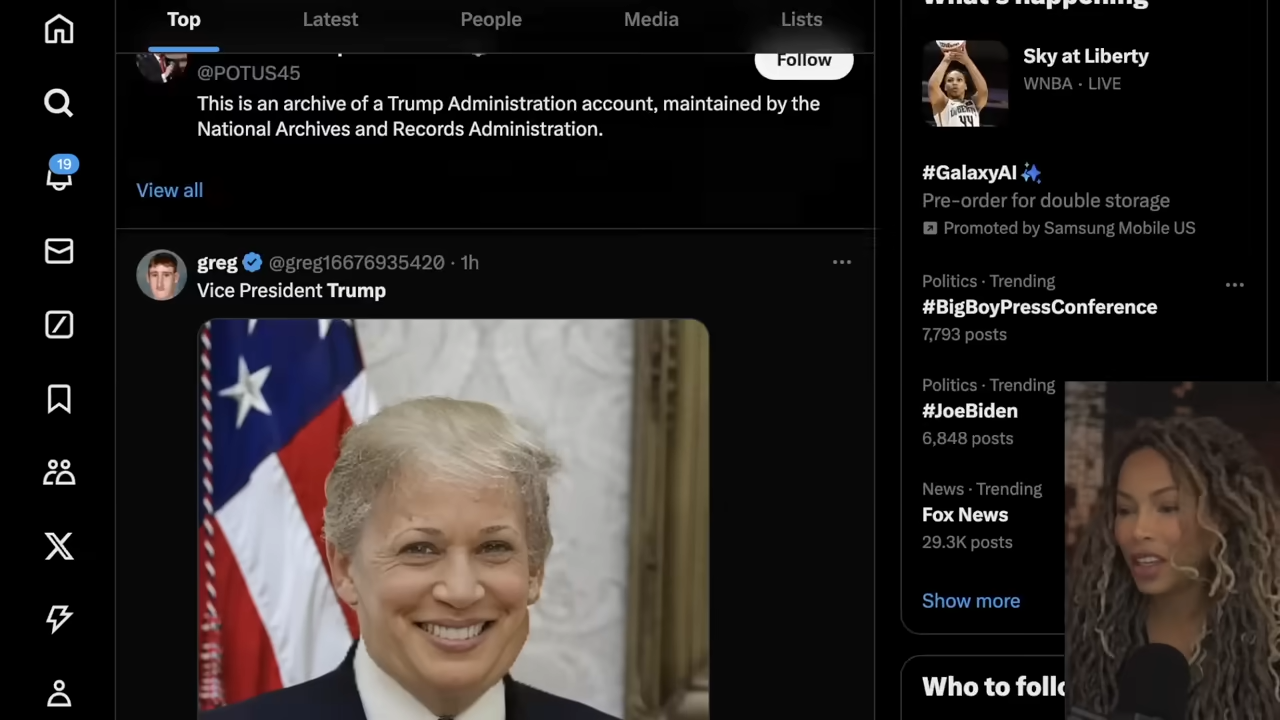 Top
Latest
People
Media
Lists
@POTUS45
Follow
This is an archive of a Trump Administration account, maintained by the
National Archives and Records Administration.
View all
19
greg @greg16676935420 · 1h
Vice President Trump
What's happening
Sky at Liberty
WNBA · LIVE
#GalaxyAI
Pre-order for double storage
Promoted by Samsung Mobile US
Politics · Trending
#BigBoyPressConference
7,793 posts
Politics · Trending
#JoeBiden
6,848 posts
News · Trending
Fox News
29.3K posts
Show more
Who to follo